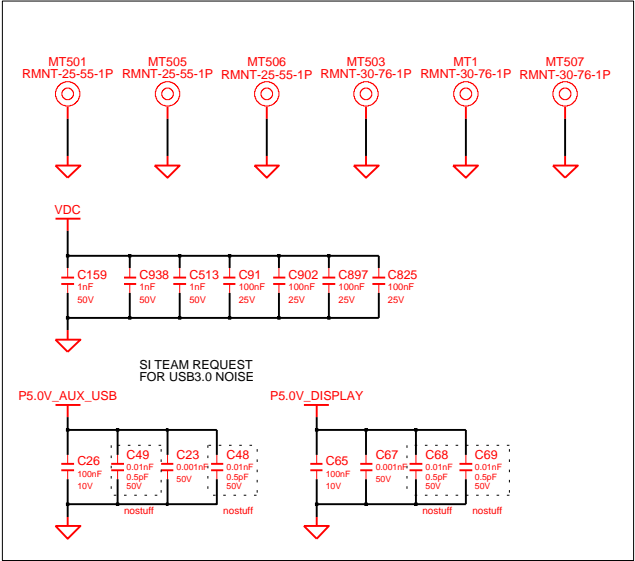 MT501 MT505 MT506 MT503 MT1 MT507
RMNT-25-55-1P RMNT-25-55-1P RMNT-25-55-1P RMNT-30-76-1P RMNT-30-76-1P RMNT-30-76-1P
VDC
C159 C938 C513 C91 C902 C897 C825
1nF 1nF 1nF 100nF 100nF 100nF 100nF
50V 50V 50V 25V 25V 25V 25V
SI TEAM REQUEST
FOR USB3.0 NOISE
P5.0V_AUX_USB P5.0V_DISPLAY
C26 C49 C23 C48 C65 C67 C68 C69
100nF 0.01nF 0.001nF 0.01nF 100nF 0.001nF 0.01nF 0.01nF
10V 0.5pF 50V 0.5pF 10V 50V 0.5pF 0.5pF
50V 50V 50V 50V
nostuff nostuff nostuff nostuff